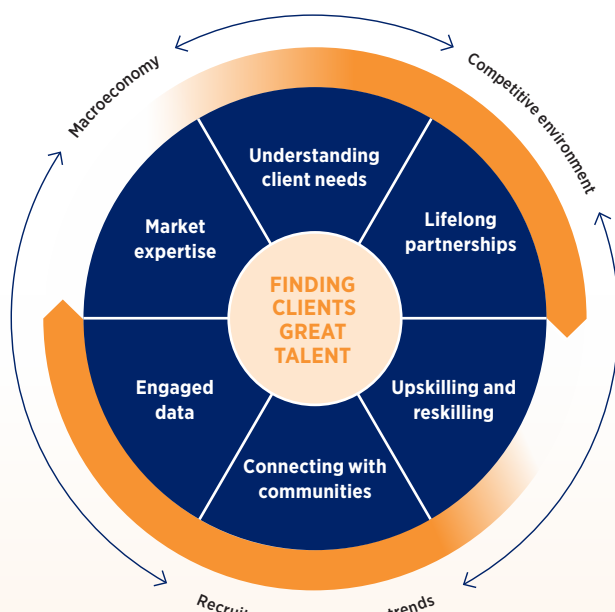 Macroeconomy
Competitive environment
Understanding
client needs
Market
expertise
Lifelong
partnerships
FINDING
CLIENTS
GREAT
TALENT
Engaged
data
Upskilling and
reskilling
Connecting with
communities
trends